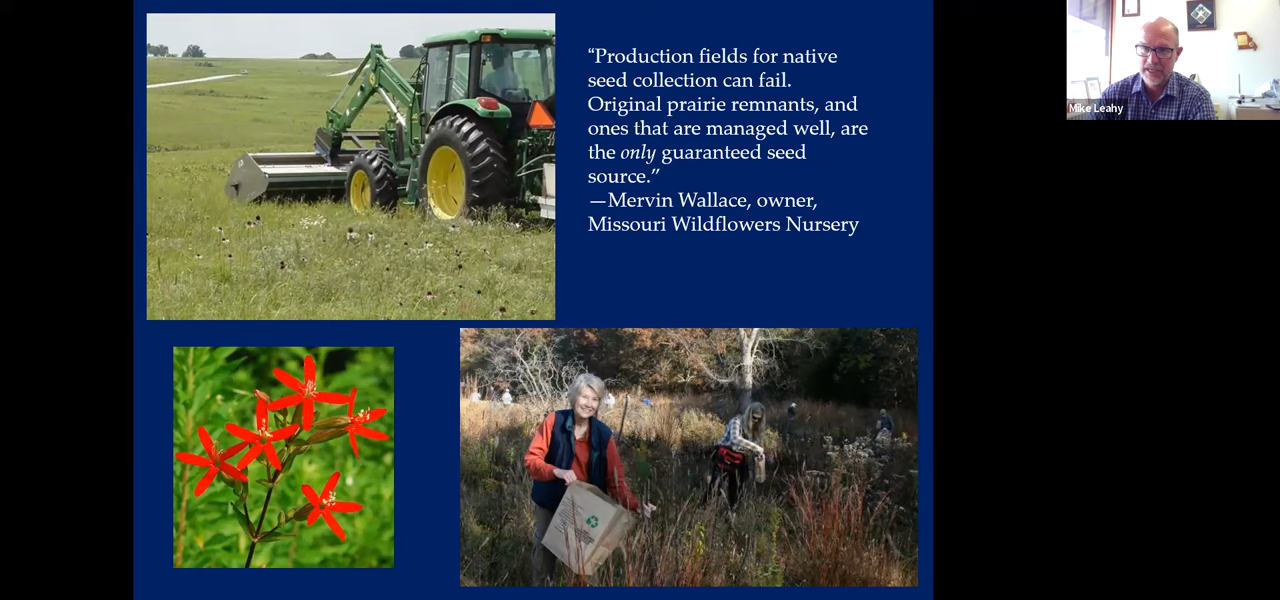 “Production fields for native
seed collection can fail.
Original prairie remnants, and
ones that are managed well, are
the only guaranteed seed
source.”
—Mervin Wallace, owner,
Missouri Wildflowers Nursery
Mike Leahy